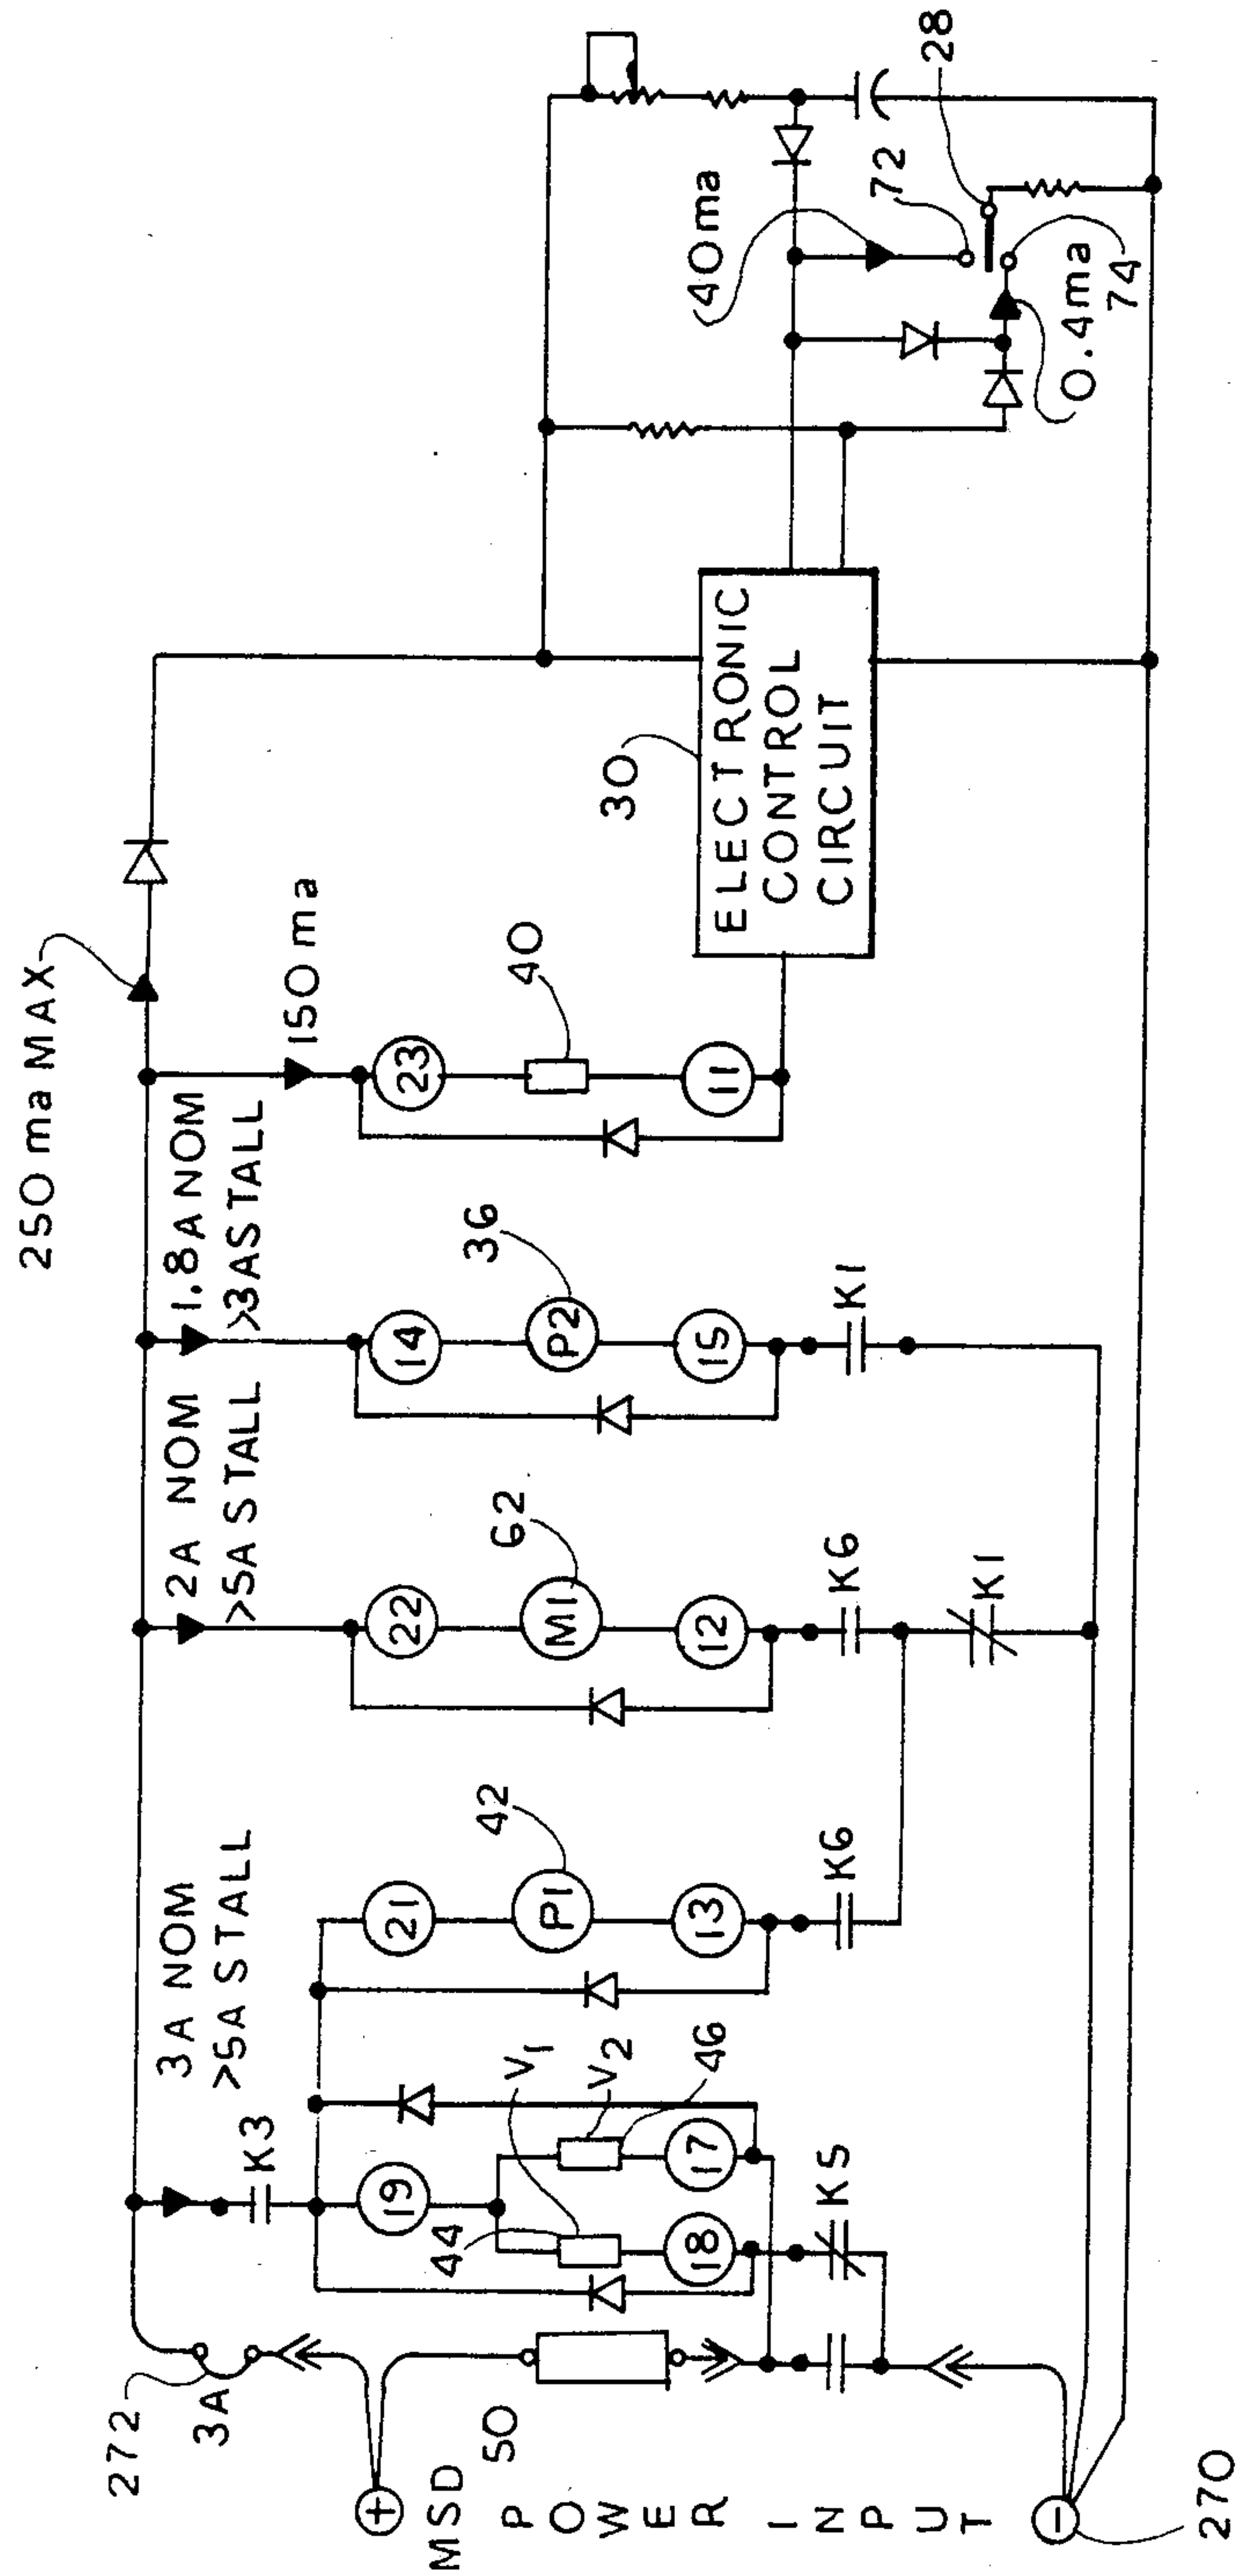 250 ma MAX
3A NOM
>5A STALL
2A NOM
>5A STALL
1.8A NOM
>3A STALL
150 ma
272
3A
K3
19
44
V1
V2
46
18
17
K5
21
P1
42
13
K6
22
M1
62
12
K6
K1
14
P2
36
15
K1
23
40
11
30
ELECTRONIC
CONTROL
CIRCUIT
40ma
72
28
0.4ma
74
+
MSD
POWER INPUT
50
-
270